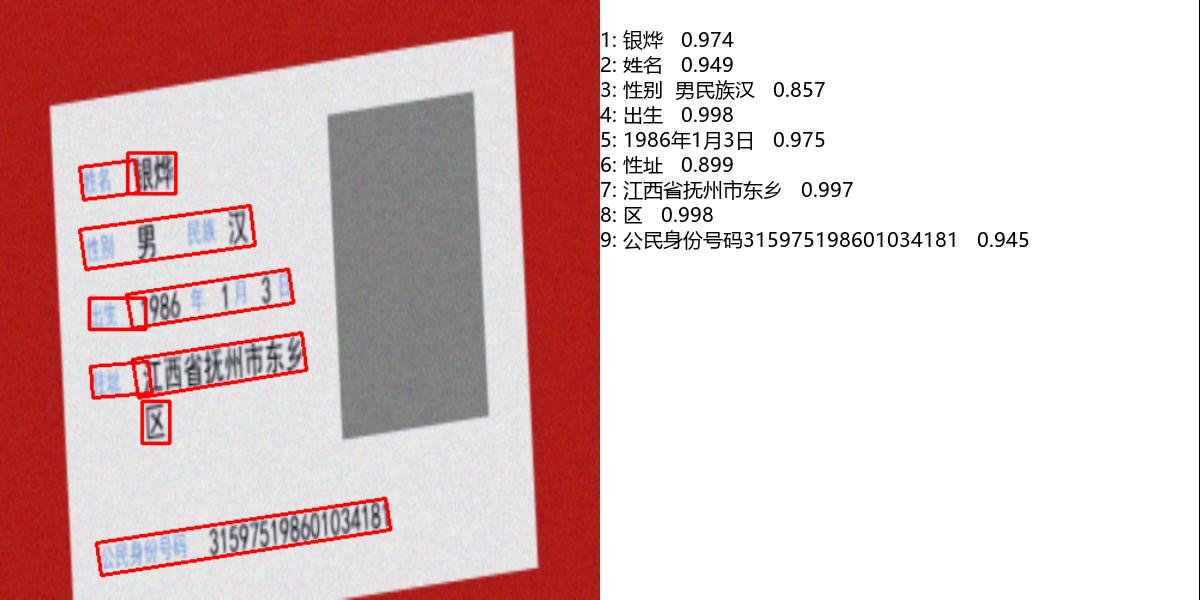 姓名 银烨
性别 男 民族 汉
出生 1986 年 1 月 3 日
住址 江西省抚州市东乡
区
公民身份号码 315975198601034181
1: 银烨 0.974
2: 姓名 0.949
3: 性别 男民族汉 0.857
4: 出生 0.998
5: 1986年1月3日 0.975
6: 性址 0.899
7: 江西省抚州市东乡 0.997
8: 区 0.998
9: 公民身份号码315975198601034181 0.945